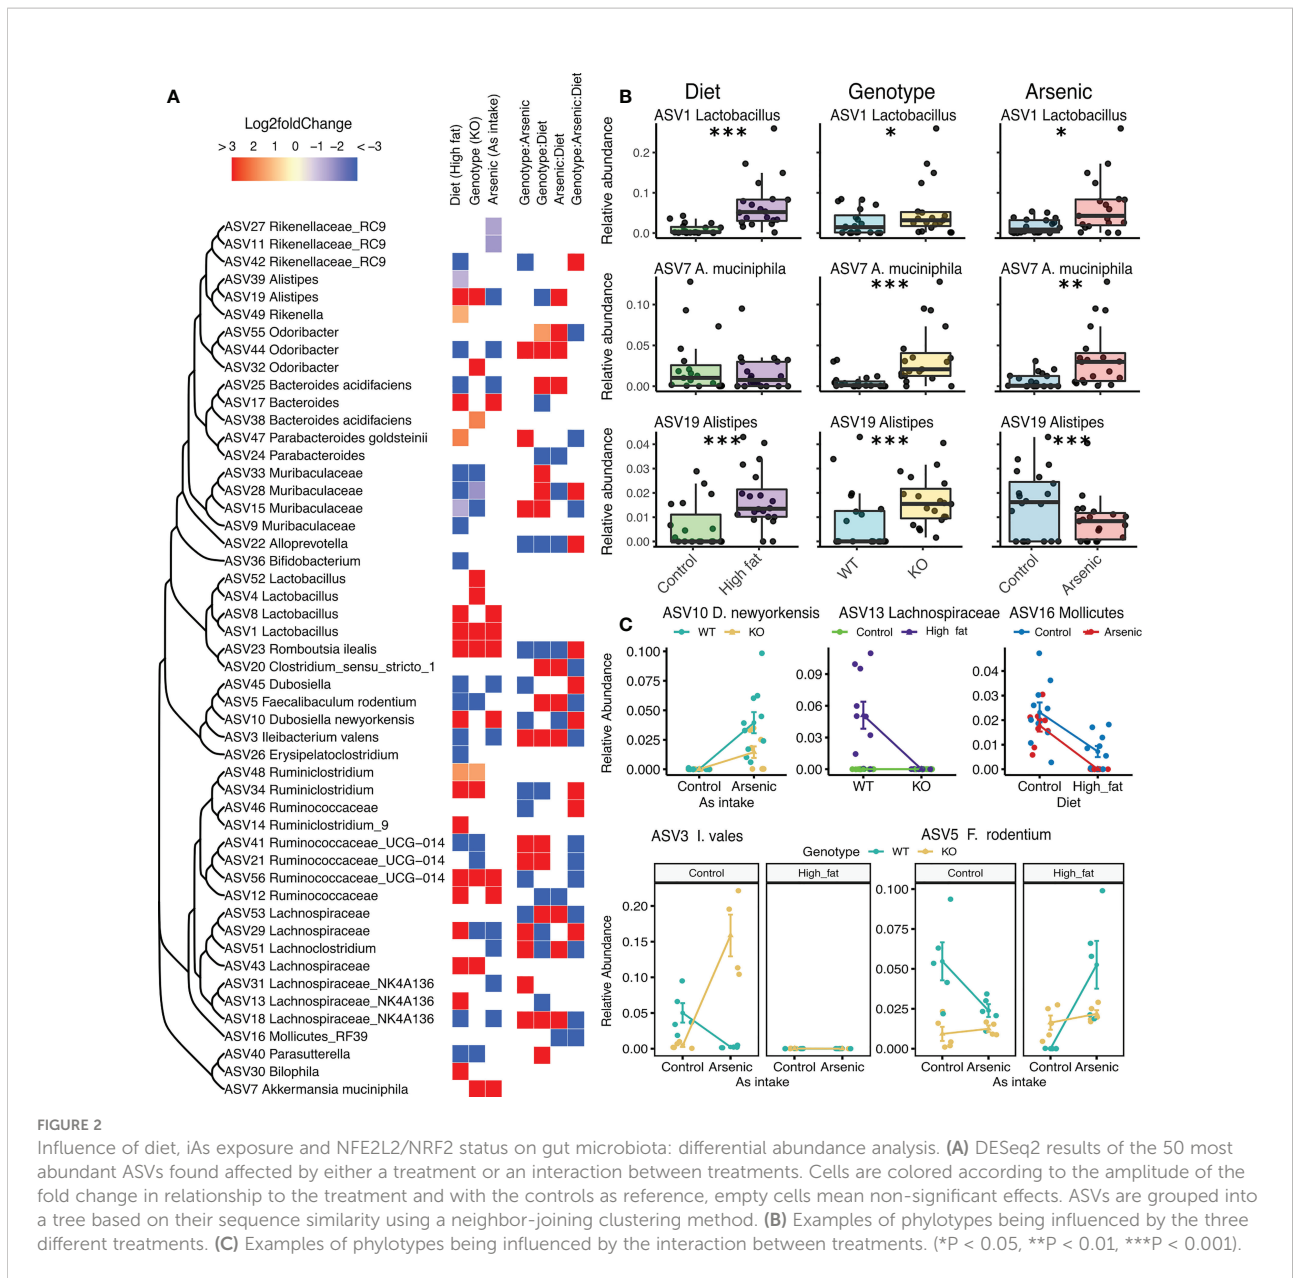 A
Log2foldChange
>3 2 1 0 −1 −2 <−3
Diet (High fat)
Genotype (KO)
Arsenic (As intake)
Genotype:Arsenic
Genotype:Diet
Arsenic:Diet
Genotype:Arsenic:Diet
ASV27 Rikenellaceae_RC9
ASV11 Rikenellaceae_RC9
ASV42 Rikenellaceae_RC9
ASV39 Alistipes
ASV19 Alistipes
ASV49 Rikenella
ASV55 Odoribacter
ASV44 Odoribacter
ASV32 Odoribacter
ASV25 Bacteroides acidifaciens
ASV17 Bacteroides
ASV38 Bacteroides acidifaciens
ASV47 Parabacteroides goldsteinii
ASV24 Parabacteroides
ASV33 Muribaculaceae
ASV28 Muribaculaceae
ASV15 Muribaculaceae
ASV9 Muribaculaceae
ASV22 Alloprevotella
ASV36 Bifidobacterium
ASV52 Lactobacillus
ASV4 Lactobacillus
ASV8 Lactobacillus
ASV1 Lactobacillus
ASV23 Romboutsia ilealis
ASV20 Clostridium_sensu_stricto_1
ASV45 Dubosiella
ASV5 Faecalibaculum rodentium
ASV10 Dubosiella newyorkensis
ASV3 Ileibacterium valens
ASV26 Erysipelatoclostridium
ASV48 Ruminiclostridium
ASV34 Ruminiclostridium
ASV46 Ruminococcaceae
ASV14 Ruminiclostridium_9
ASV41 Ruminococcaceae_UCG−014
ASV21 Ruminococcaceae_UCG−014
ASV56 Ruminococcaceae_UCG−014
ASV12 Ruminococcaceae
ASV53 Lachnospiraceae
ASV29 Lachnospiraceae
ASV51 Lachnoclostridium
ASV43 Lachnospiraceae
ASV31 Lachnospiraceae_NK4A136
ASV13 Lachnospiraceae_NK4A136
ASV18 Lachnospiraceae_NK4A136
ASV16 Mollicutes_RF39
ASV40 Parasutterella
ASV30 Bilophila
ASV7 Akkermansia muciniphila
B
Diet Genotype Arsenic
ASV1 Lactobacillus ASV1 Lactobacillus ASV1 Lactobacillus
*** * *
Relative abundance
0.2
0.1
0.0
ASV7 A. muciniphila ASV7 A. muciniphila ASV7 A. muciniphila
*** **
Relative abundance
0.10
0.05
0.00
ASV19 Alistipes ASV19 Alistipes ASV19 Alistipes
*** *** ***
Relative abundance
0.04
0.03
0.02
0.01
0.00
Control High fat WT KO Control Arsenic
C
ASV10 D. newyorkensis ASV13 Lachnospiraceae ASV16 Mollicutes
WT KO Control High fat Control Arsenic
Relative Abundance
0.100
0.075
0.050
0.025
0.000
0.09
0.06
0.03
0.00
0.04
0.03
0.02
0.01
0.00
Control Arsenic WT KO Control High_fat
As intake Diet
ASV3 I. vales ASV5 F. rodentium
Genotype WT KO
Control High_fat Control High_fat
Relative Abundance
0.20
0.15
0.10
0.05
0.00
0.100
0.075
0.050
0.025
0.000
Control Arsenic Control Arsenic Control Arsenic Control Arsenic
As intake As intake
FIGURE 2
Influence of diet, iAs exposure and NFE2L2/NRF2 status on gut microbiota: differential abundance analysis. (A) DESeq2 results of the 50 most
abundant ASVs found affected by either a treatment or an interaction between treatments. Cells are colored according to the amplitude of the
fold change in relationship to the treatment and with the controls as reference, empty cells mean non-significant effects. ASVs are grouped into
a tree based on their sequence similarity using a neighbor-joining clustering method. (B) Examples of phylotypes being influenced by the three
different treatments. (C) Examples of phylotypes being influenced by the interaction between treatments. (*P < 0.05, **P < 0.01, ***P < 0.001).